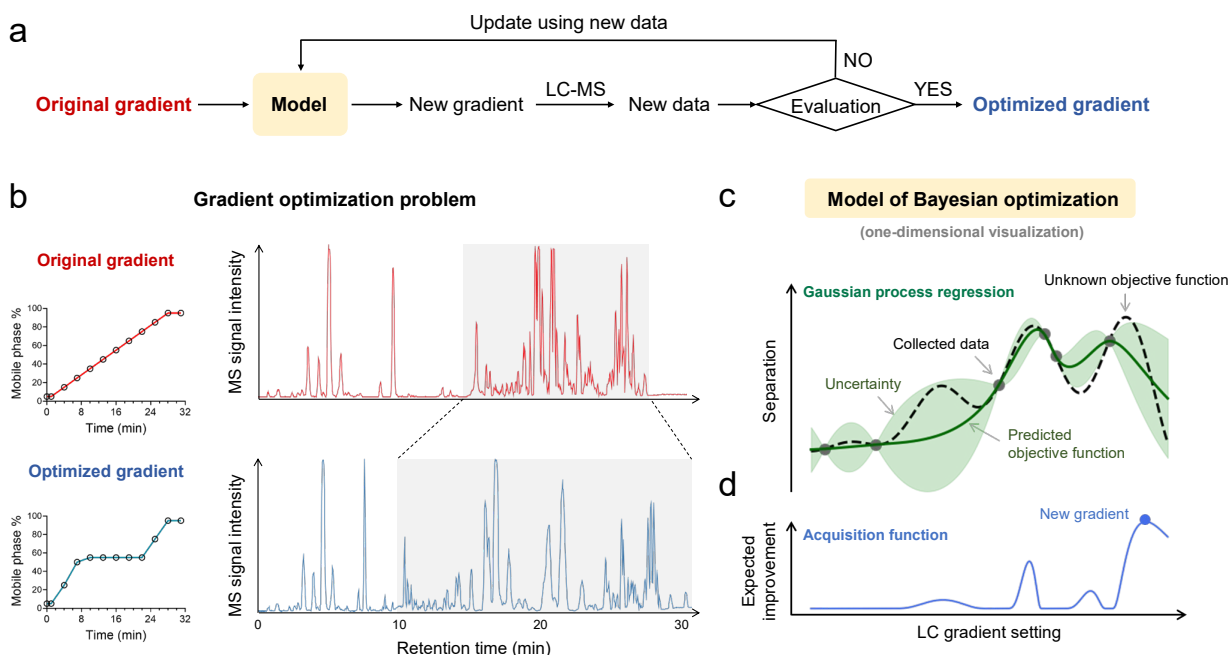 a
Update using new data
NO
Original gradient
Model
New gradient
LC-MS
New data
Evaluation
YES
Optimized gradient
b
Gradient optimization problem
Original gradient
Mobile phase %
100
80
60
40
20
0
0 8 16 24 32
Time (min)
MS signal intensity
Optimized gradient
Mobile phase %
100
80
60
40
20
0
0 8 16 24 32
Time (min)
MS signal intensity
0 10 20 30
Retention time (min)
c
Model of Bayesian optimization
(one-dimensional visualization)
Gaussian process regression
Unknown objective function
Collected data
Uncertainty
Predicted
objective function
Separation
d
Acquisition function
New gradient
Expected
improvement
LC gradient setting